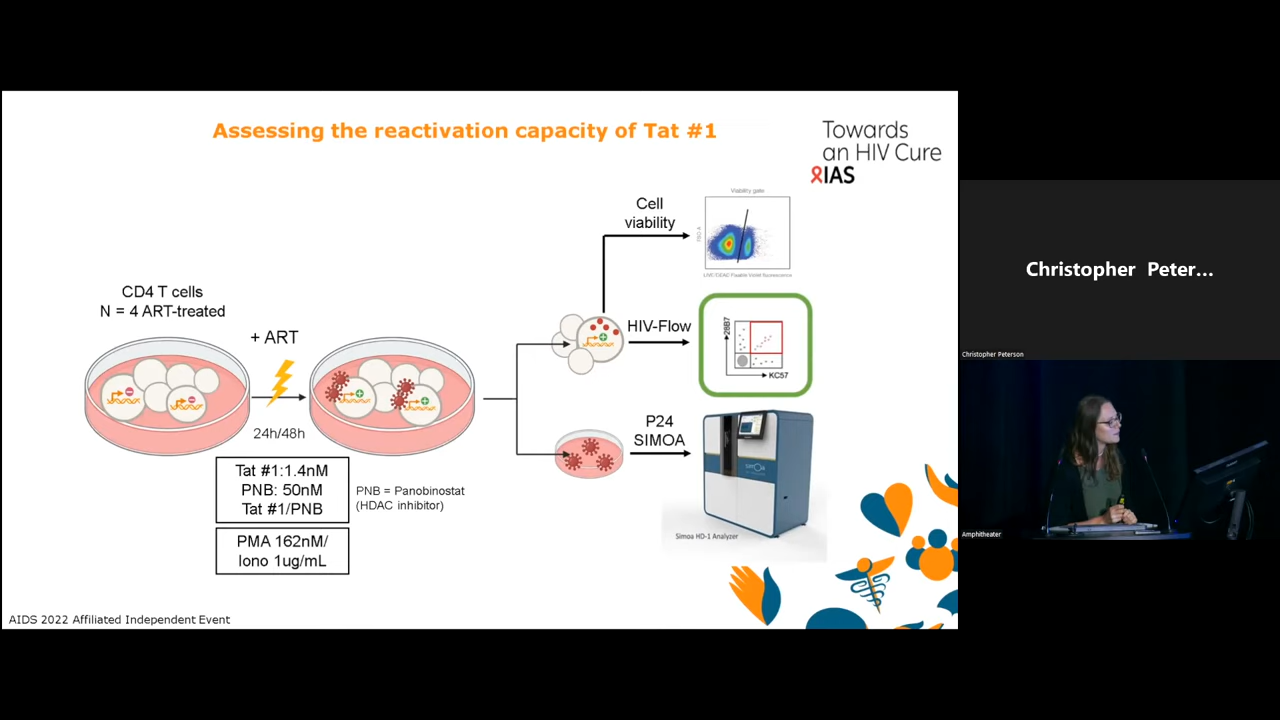 Assessing the reactivation capacity of Tat #1
Towards
an HIV Cure
IAS
Viability gate
Cell
viability
LIVE/DEAD Fixable Violet fluorescence
CD4 T cells
N = 4 ART-treated
+ ART
24h/48h
HIV-Flow
28B7
KC57
P24
SIMOA
Tat #1:1.4nM
PNB: 50nM
Tat #1/PNB
PNB = Panobinostat
(HDAC inhibitor)
PMA 162nM/
Iono 1ug/mL
Simoa HD-1 Analyzer
AIDS 2022 Affiliated Independent Event
Christopher Peter...
Christopher Peterson
Amphitheater